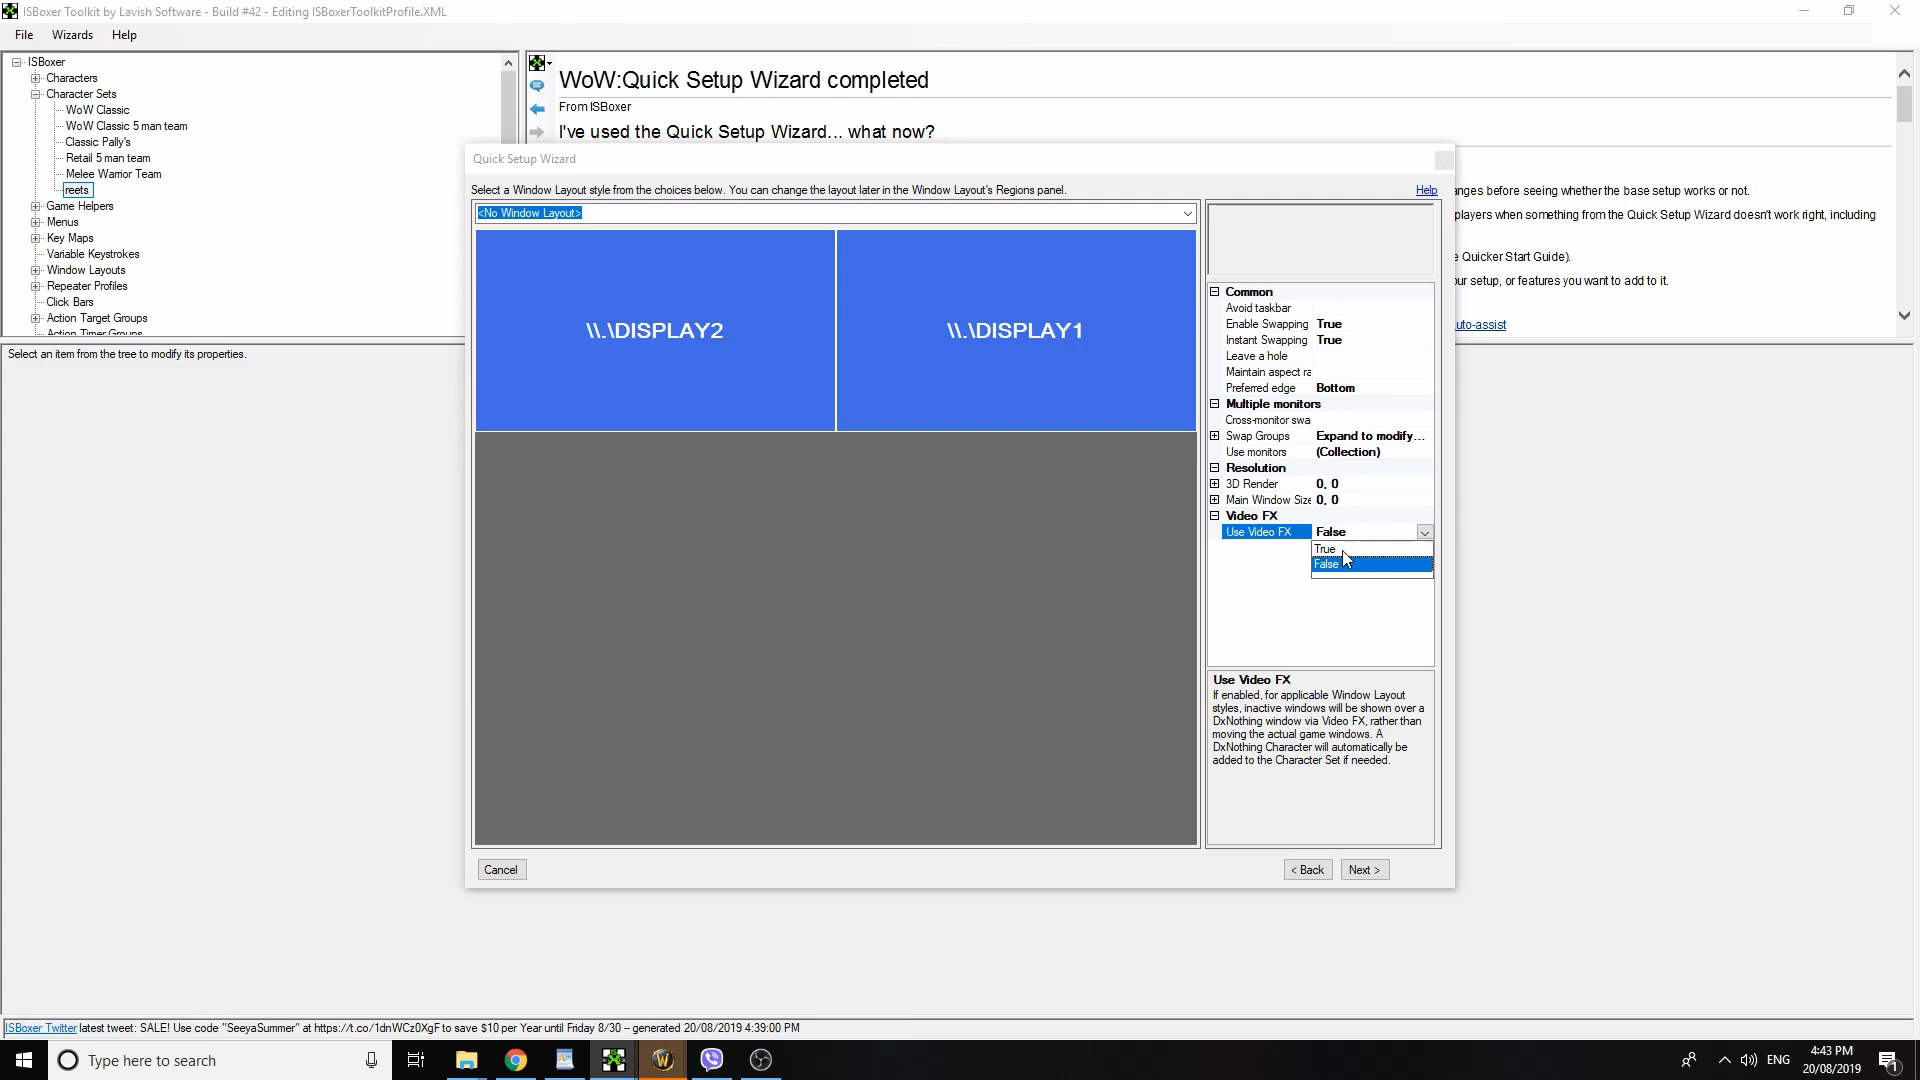 ISBoxer Toolkit by Lavish Software - Build #42 - Editing ISBoxerToolkitProfile.XML
File Wizards Help
ISBoxer
Characters
Character Sets
WoW Classic
WoW Classic 5 man team
Classic Pally's
Retail 5 man team
Melee Warrior Team
reets
Game Helpers
Menus
Key Maps
Variable Keystrokes
Window Layouts
Repeater Profiles
Click Bars
Action Target Groups
Action Timer Groups
Select an item from the tree to modify its properties.
WoW:Quick Setup Wizard completed
From ISBoxer
I've used the Quick Setup Wizard... what now?
anges before seeing whether the base setup works or not.
players when something from the Quick Setup Wizard doesn't work right, including
e Quicker Start Guide).
our setup, or features you want to add to it.
uto-assist
Quick Setup Wizard
Select a Window Layout style from the choices below. You can change the layout later in the Window Layout's Regions panel.
Help
<No Window Layout>
\\.\DISPLAY2
\\.\DISPLAY1
Common
Avoid taskbar
Enable Swapping True
Instant Swapping True
Leave a hole
Maintain aspect ra
Preferred edge Bottom
Multiple monitors
Cross-monitor swa
Swap Groups Expand to modify...
Use monitors (Collection)
Resolution
3D Render 0, 0
Main Window Size 0, 0
Video FX
Use Video FX False
True
False
Use Video FX
If enabled, for applicable Window Layout
styles, inactive windows will be shown over a
DxNothing window via Video FX, rather than
moving the actual game windows. A
DxNothing Character will automatically be
added to the Character Set if needed.
Cancel
< Back
Next >
ISBoxer Twitter latest tweet: SALE! Use code "SeeyaSummer" at https://t.co/1dnWCz0XgF to save $10 per Year until Friday 8/30 -- generated 20/08/2019 4:39:00 PM
Type here to search
ENG
4:43 PM
20/08/2019
1